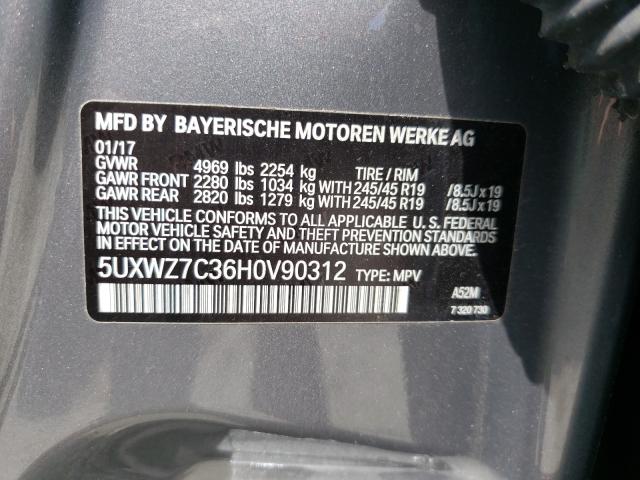 MFD BY BAYERISCHE MOTOREN WERKE AG
01/17
GVWR 4969 lbs 2254 kg TIRE / RIM
GAWR FRONT 2280 lbs 1034 kg WITH 245/45 R19 /8.5J x 19
GAWR REAR 2820 lbs 1279 kg WITH 245/45 R19 /8.5J x 19
THIS VEHICLE CONFORMS TO ALL APPLICABLE U. S. FEDERAL
MOTOR VEHICLE SAFETY AND THEFT PREVENTION STANDARDS
IN EFFECT ON THE DATE OF MANUFACTURE SHOWN ABOVE.
5UXWZ7C36H0V90312 TYPE: MPV
A52M
7 320 730